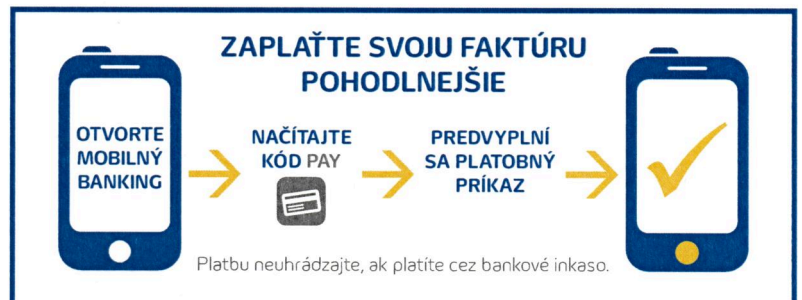 ZAPLAŤTE SVOJU FAKTÚRU
POHODLNEJŠIE
OTVORTE
MOBILNÝ
BANKING
NAČÍTAJTE
KÓD PAY
PREDVYPLNÍ
SA PLATOBNÝ
PRÍKAZ
Platbu neuhrádzajte, ak platíte cez bankové inkaso.